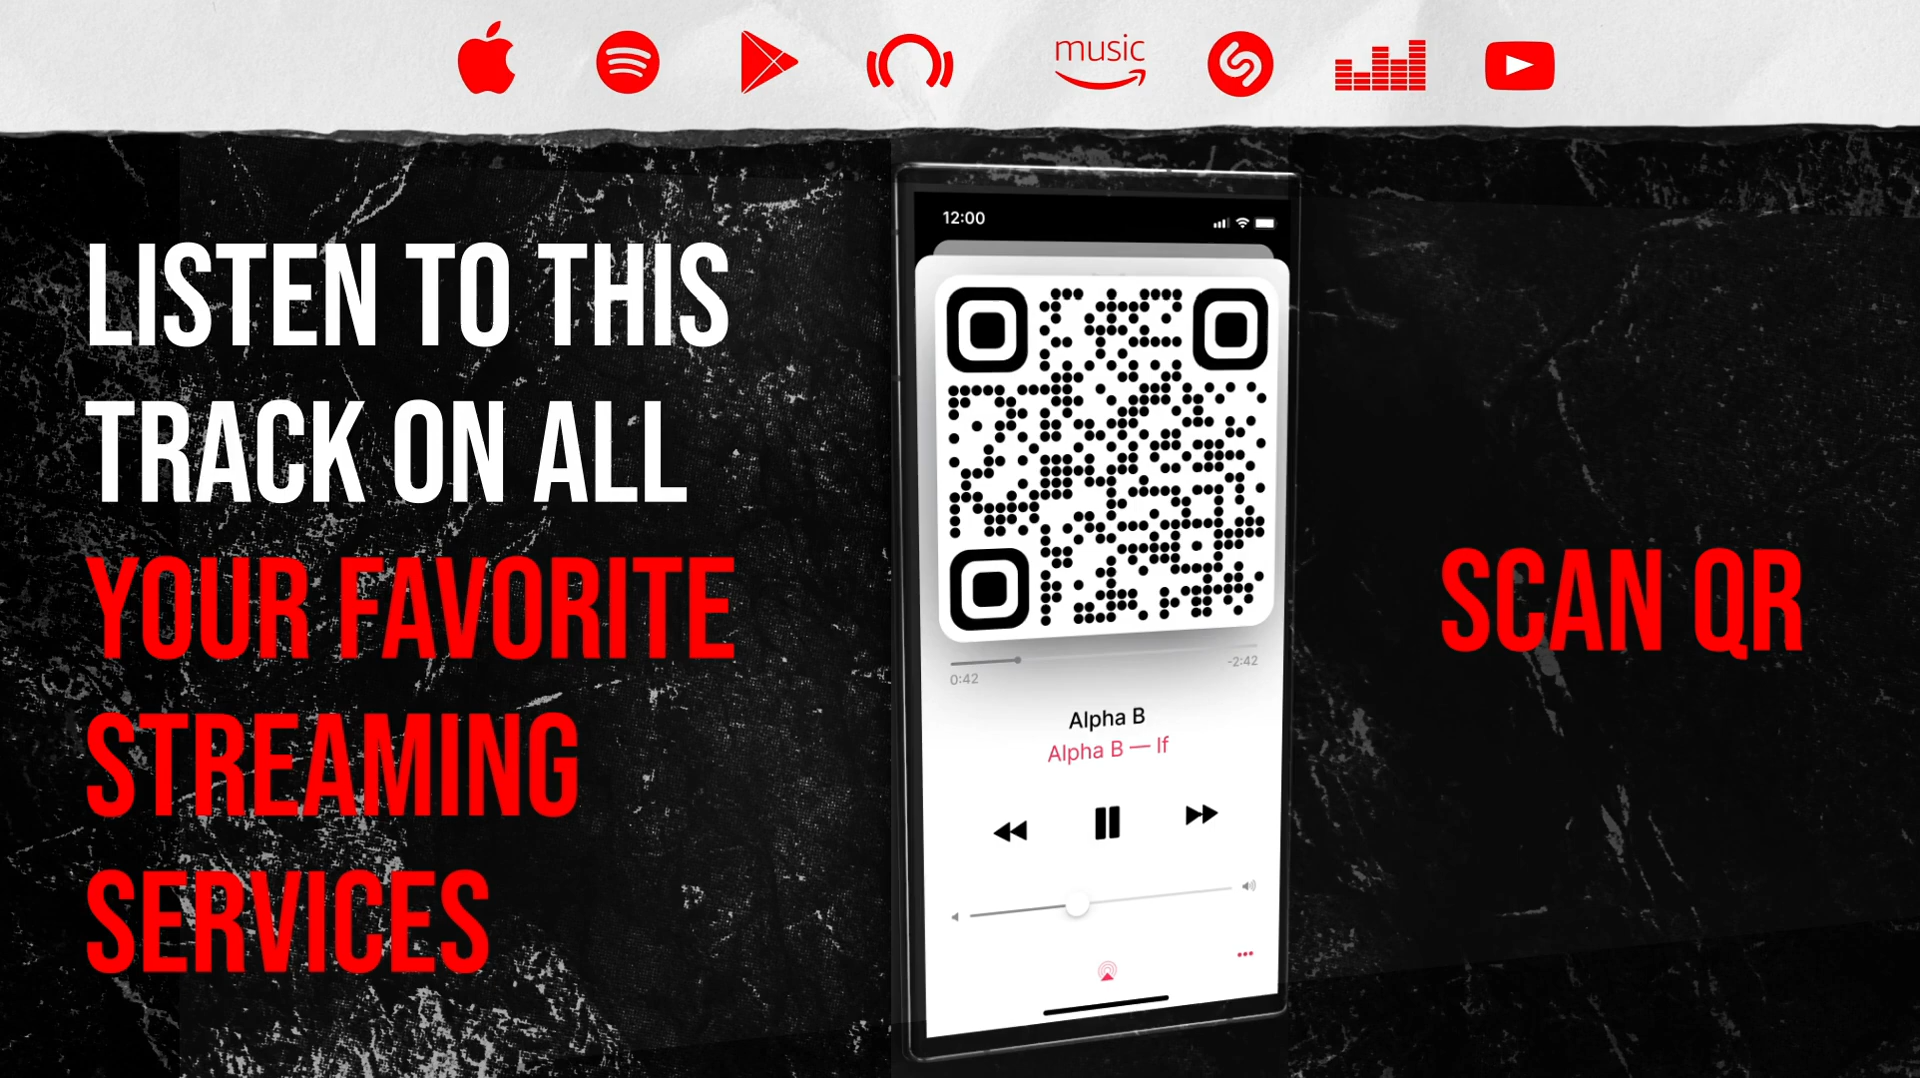 music
LISTEN TO THIS
TRACK ON ALL
YOUR FAVORITE
STREAMING
SERVICES
12:00
0:42
-2:42
Alpha B
Alpha B — If
SCAN QR